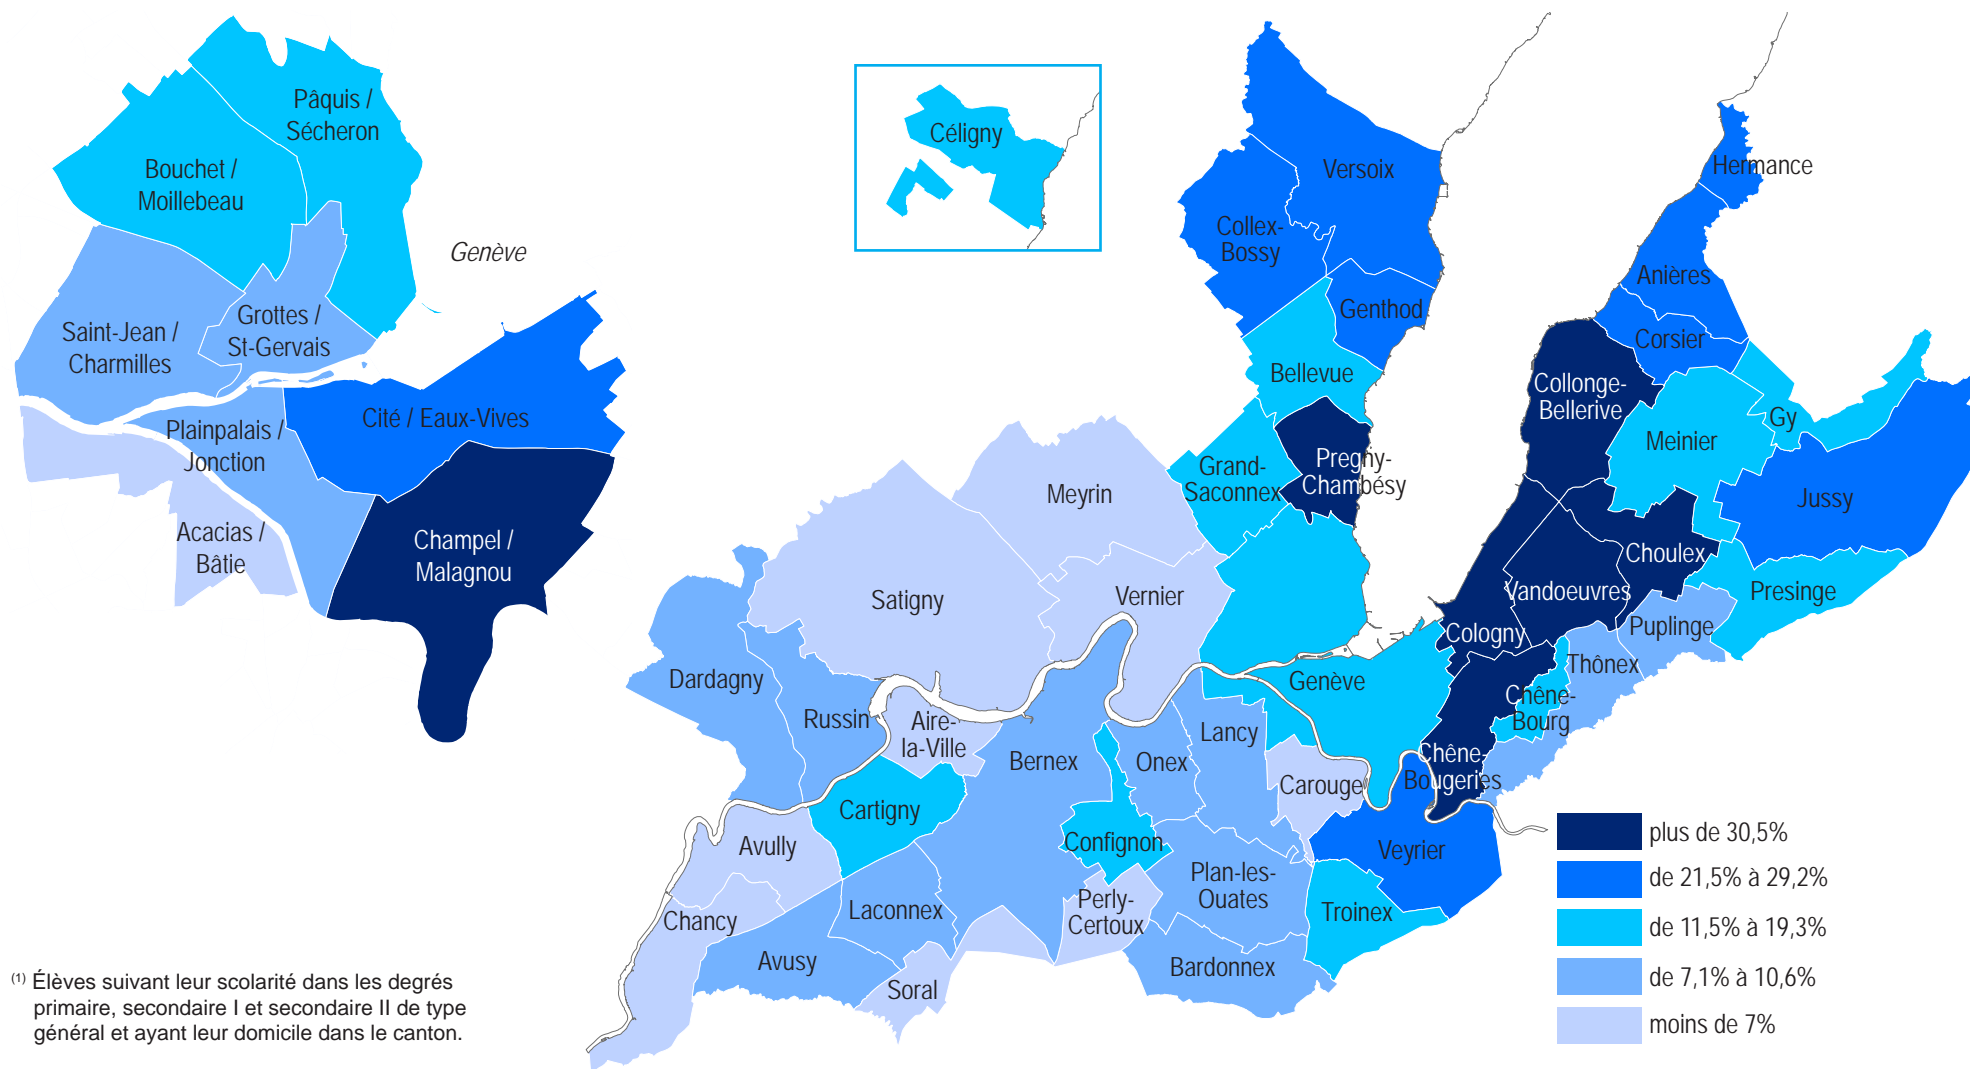 Pâquis /
Sécheron
Bouchet /
Moillebeau
Genève
Saint-Jean /
Charmilles
Grottes /
St-Gervais
Cité / Eaux-Vives
Plainpalais /
Jonction
Acacias /
Bâtie
Champel /
Malagnou
Céligny
Versoix
Collex-
Bossy
Genthod
Bellevue
Pregny-
Chambésy
Grand-
Saconnex
Hermance
Anières
Corsier
Collonge-
Bellerive
Meinier
Gy
Jussy
Choulex
Vandoeuvres
Presinge
Puplinge
Cologny
Thônex
Chêne-
Bourg
Chêne-
Bougeries
Meyrin
Satigny
Vernier
Genève
Dardagny
Russin
Aire-
la-Ville
Bernex
Onex
Lancy
Carouge
Cartigny
Confignon
Avully
Veyrier
Plan-les-
Ouates
Perly-
Certoux
Troinex
Chancy
Laconnex
Avusy
Soral
Bardonnex
plus de 30,5%
de 21,5% à 29,2%
de 11,5% à 19,3%
de 7,1% à 10,6%
moins de 7%
(1) Élèves suivant leur scolarité dans les degrés
primaire, secondaire I et secondaire II de type
général et ayant leur domicile dans le canton.